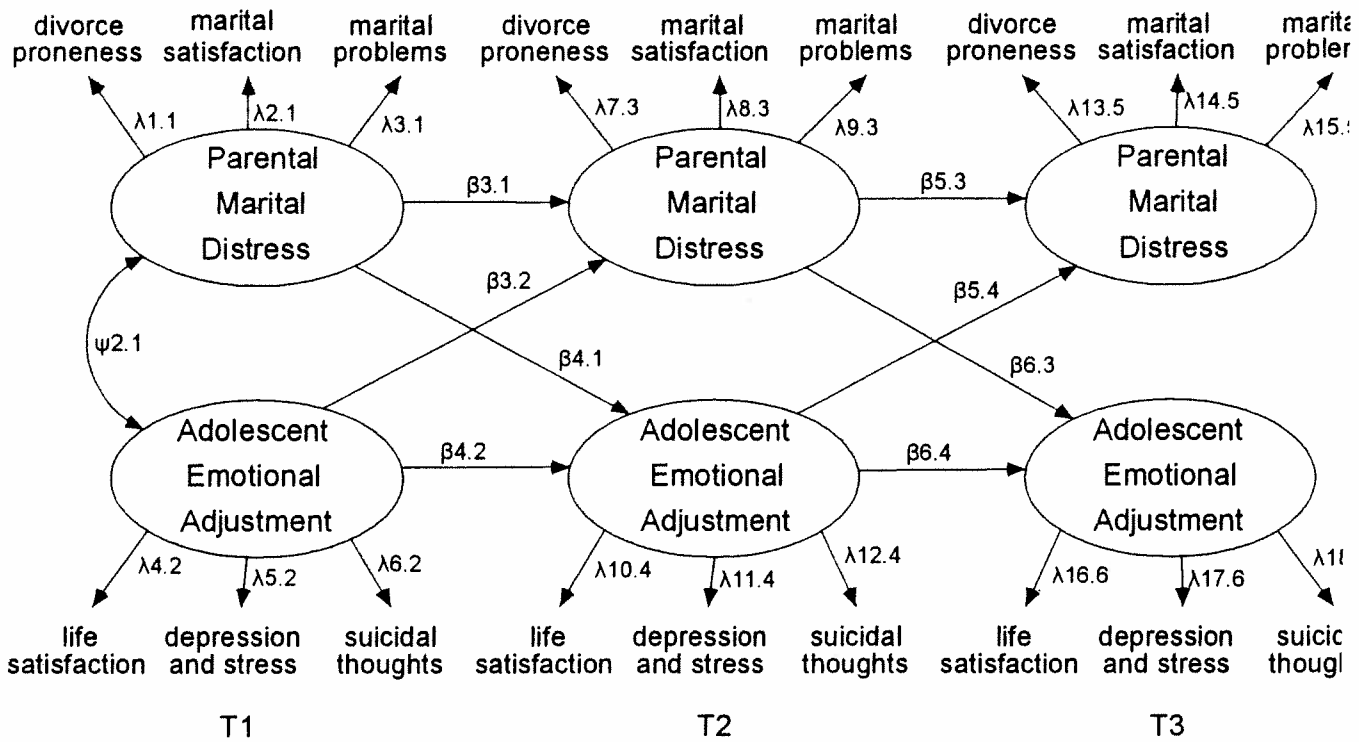 divorce proneness
marital satisfaction
marital problems
divorce proneness
marital satisfaction
marital problems
divorce proneness
marital satisfaction
λ1.1
λ2.1
λ3.1
λ7.3
λ8.3
λ9.3
λ13.5
λ14.5
Parental
Marital
Distress
Parental
Marital
Distress
Parental
Marital
Distress
β3.1
β5.3
β3.2
β5.4
ψ2.1
β4.1
β6.3
Adolescent
Emotional
Adjustment
Adolescent
Emotional
Adjustment
Adolescent
Emotional
Adjustment
β4.2
β6.4
λ4.2
λ5.2
λ6.2
λ10.4
λ11.4
λ12.4
λ16.6
λ17.6
life satisfaction
depression and stress
suicidal thoughts
life satisfaction
depression and stress
suicidal thoughts
life satisfaction
depression and stress
T1
T2
T3